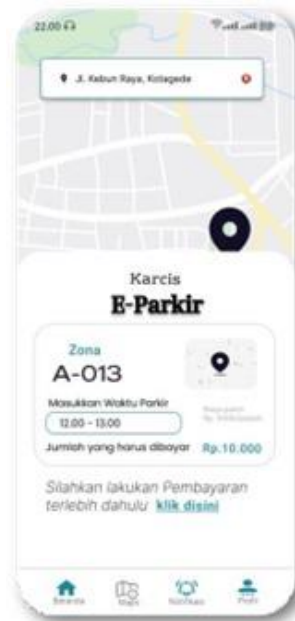 22.00
Jl. Kebun Raya, Kotagede
Karcis
E-Parkir
Zona
A-013
Masukkan Waktu Parkir
12.00 - 13.00
Jumlah yang harus dibayar Rp.10.000
Silahkan lakukan Pembayaran
terlebih dahulu klik disini
Beranda Maps Notifikasi Profil